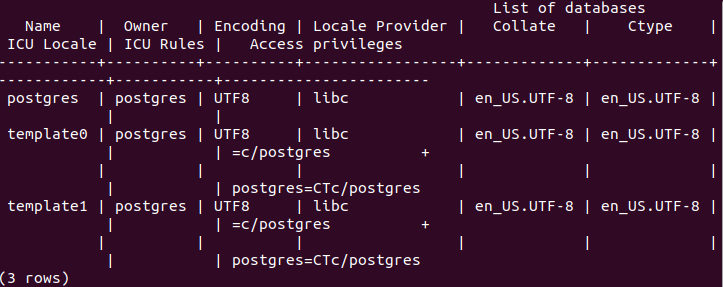 List of databases
Name | Owner | Encoding | Locale Provider | Collate | Ctype |
ICU Locale | ICU Rules | Access privileges
-----------+----------+----------+-----------------+-------------+-------------+
------------+-----------+-----------------------
postgres | postgres | UTF8 | libc | en_US.UTF-8 | en_US.UTF-8 |
| |
template0 | postgres | UTF8 | libc | en_US.UTF-8 | en_US.UTF-8 |
| | =c/postgres +
| | | | | |
| | postgres=CTc/postgres
template1 | postgres | UTF8 | libc | en_US.UTF-8 | en_US.UTF-8 |
| | =c/postgres +
| | | | | |
| | postgres=CTc/postgres
(3 rows)